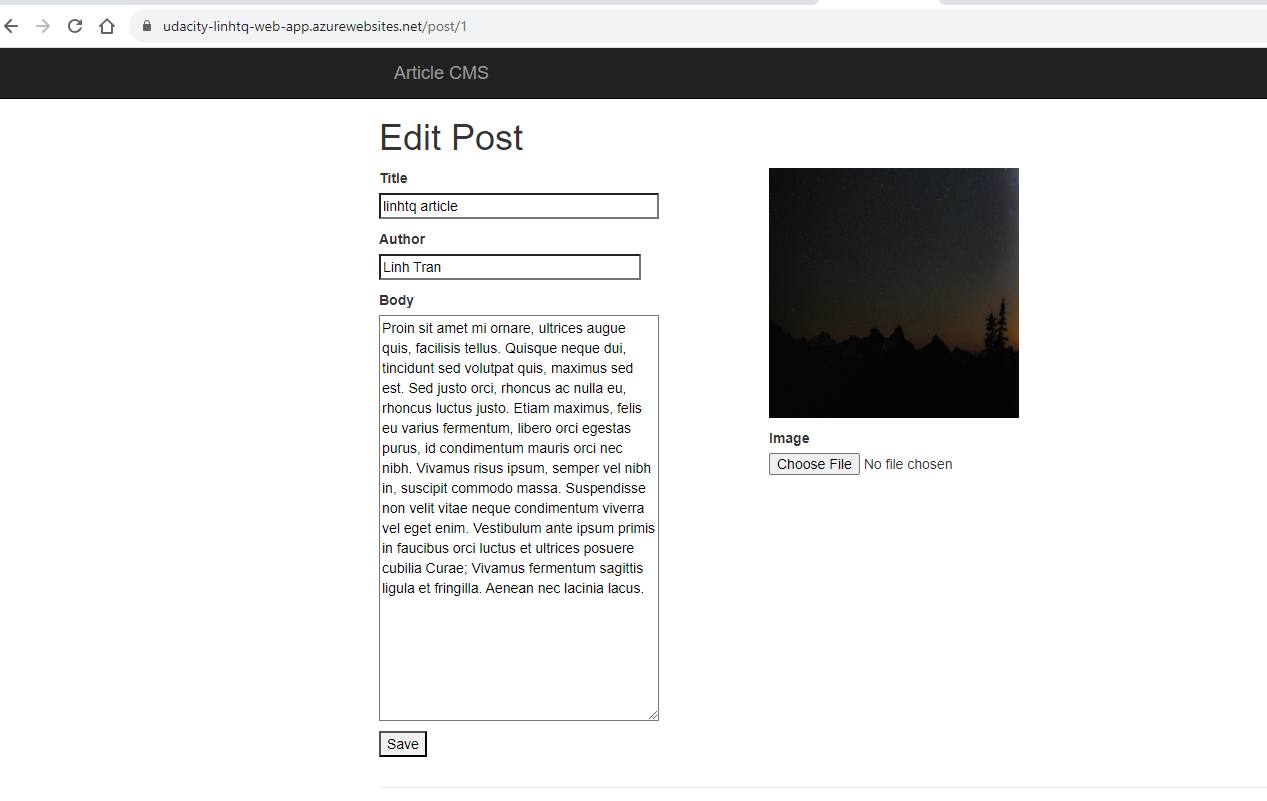 udacity-linhtq-web-app.azurewebsites.net/post/1
Article CMS
Edit Post
Title
linhtq article
Author
Linh Tran
Body
Proin sit amet mi ornare, ultrices augue
quis, facilisis tellus. Quisque neque dui,
tincidunt sed volutpat quis, maximus sed
est. Sed justo orci, rhoncus ac nulla eu,
rhoncus luctus justo. Etiam maximus, felis
eu varius fermentum, libero orci egestas
purus, id condimentum mauris orci nec
nibh. Vivamus risus ipsum, semper vel nibh
in, suscipit commodo massa. Suspendisse
non velit vitae neque condimentum viverra
vel eget enim. Vestibulum ante ipsum primis
in faucibus orci luctus et ultrices posuere
cubilia Curae; Vivamus fermentum sagittis
ligula et fringilla. Aenean nec lacinia lacus.
Save
Image
Choose File No file chosen